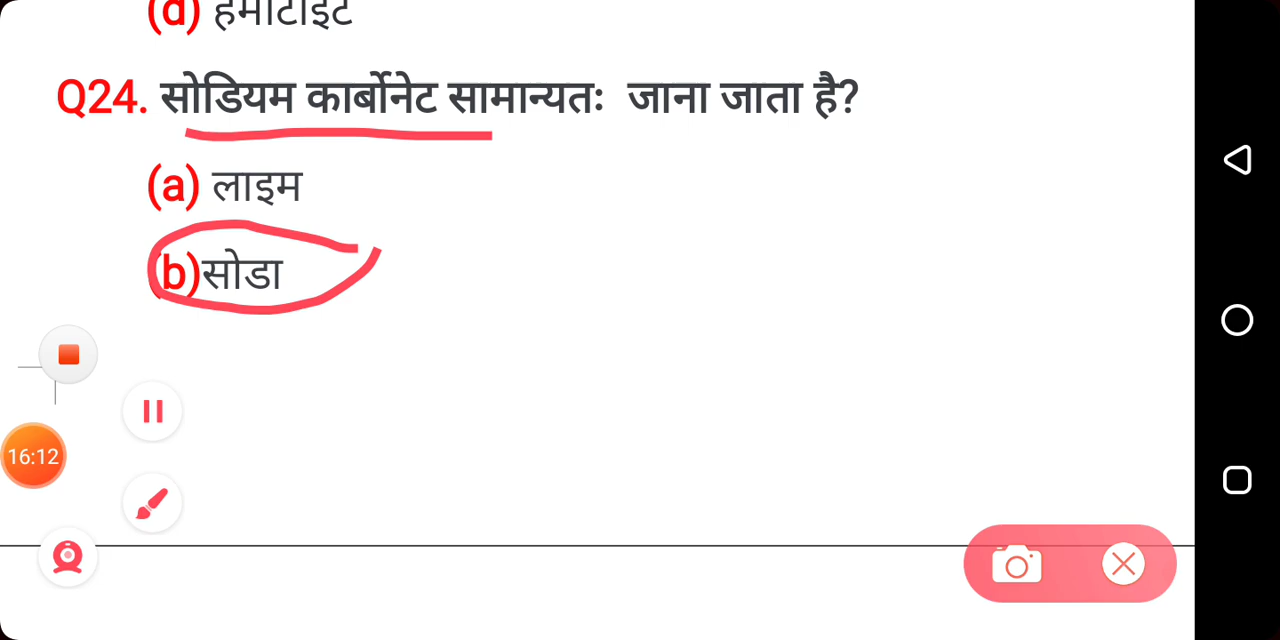 (d) हेमाटाइट
Q24. सोडियम कार्बोनेट सामान्यतः जाना जाता है?
(a) लाइम
(b)सोडा
16:12